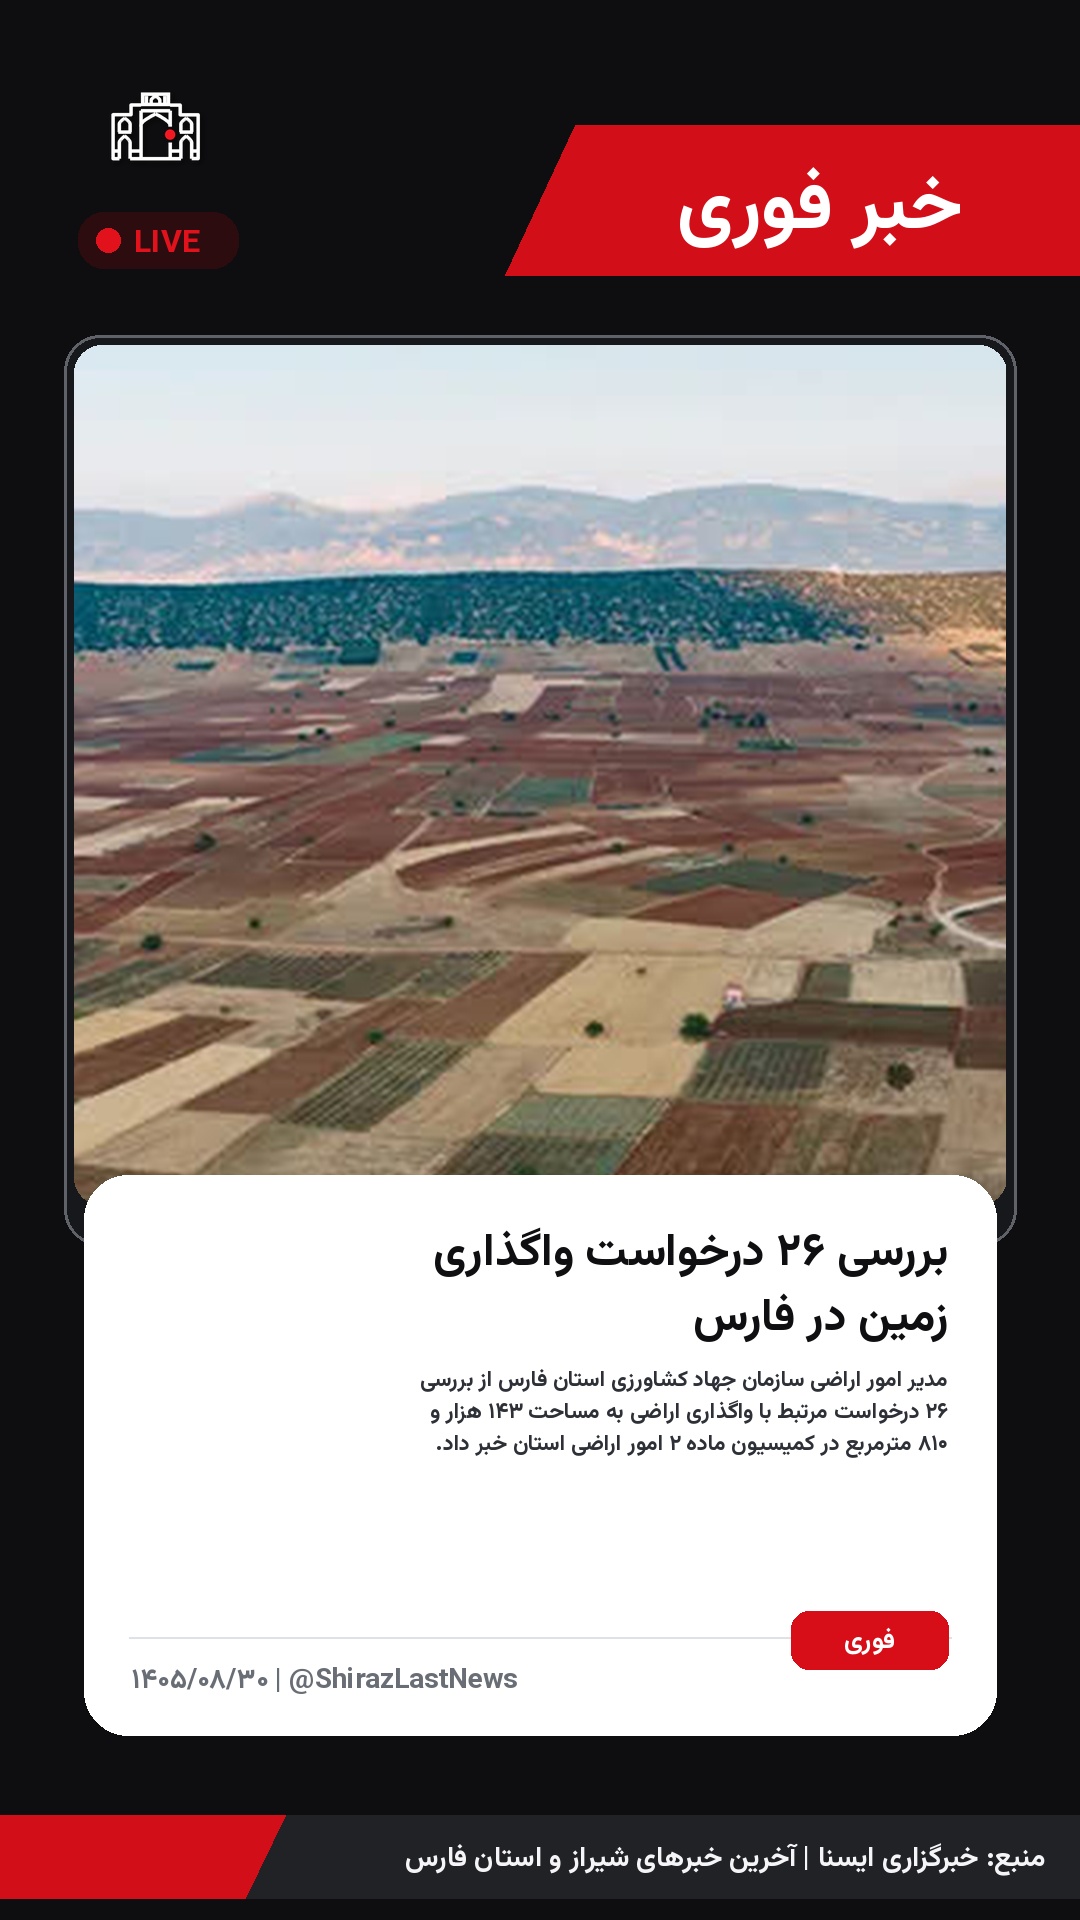 خبر فوری
LIVE
بررسی ۲۶ درخواست واگذاری
زمین در فارس
مدیر امور اراضی سازمان جهاد کشاورزی استان فارس از بررسی
۲۶ درخواست مرتبط با واگذاری اراضی به مساحت ۱۴۳ هزار و
۸۱۰ مترمربع در کمیسیون ماده ۲ امور اراضی استان خبر داد.
فوری
۱۴۰۵/۰۸/۳۰ | @ShirazLastNews
منبع: خبرگزاری ایسنا | آخرین خبرهای شیراز و استان فارس